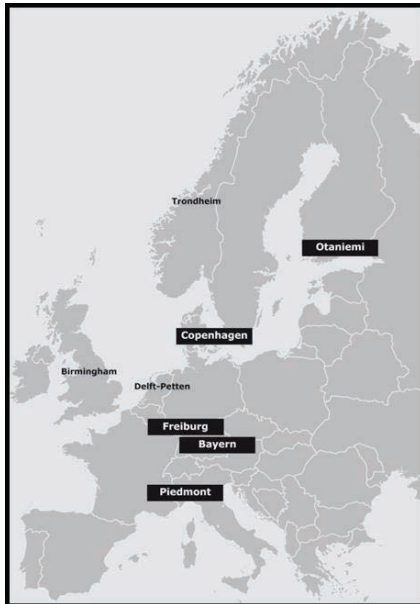 Trondheim
Otaniemi
Copenhagen
Birmingham
Delft-Petten
Freiburg
Bayern
Piedmont